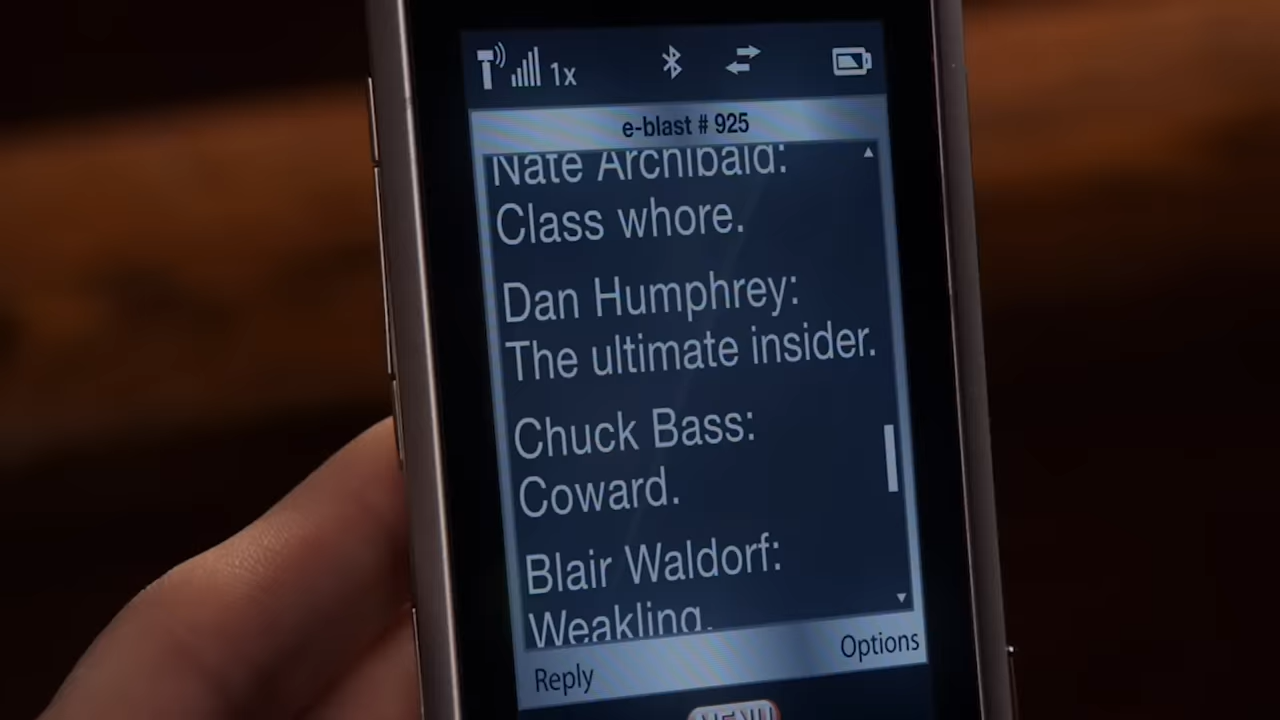 1x
e-blast # 925
Nate Archibald:
Class whore.
Dan Humphrey:
The ultimate insider.
Chuck Bass:
Coward.
Blair Waldorf:
Weakling.
Reply
Options
MENU